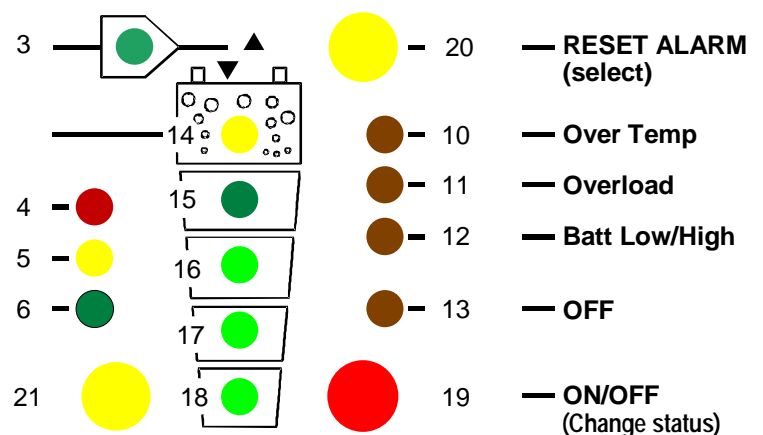 3
20 RESET ALARM
(select)
14
10 Over Temp
11 Overload
15
4
12 Batt Low/High
5
16
6
13 OFF
17
21
18
19 ON/OFF
(Change status)